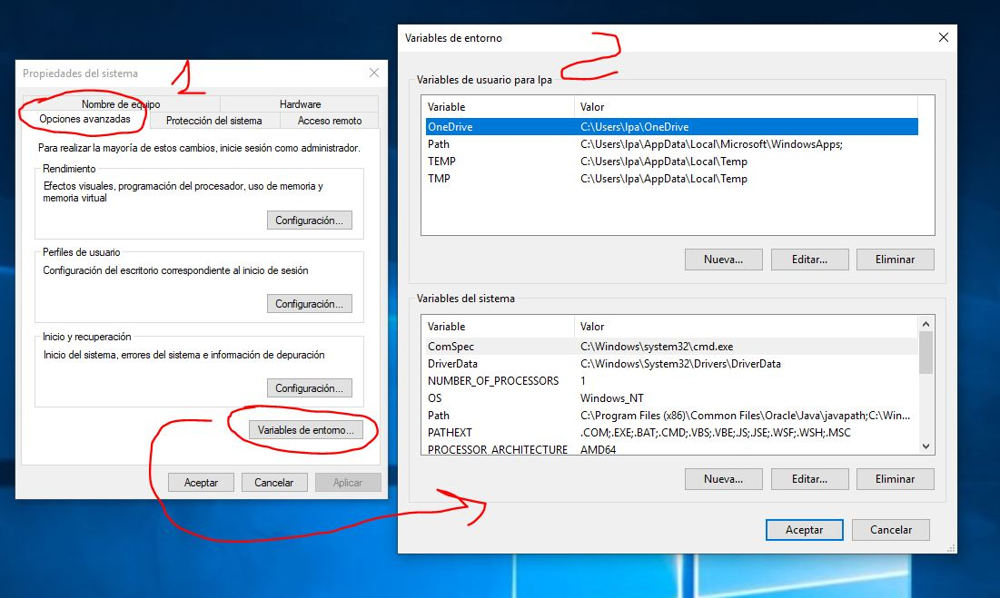 1
Propiedades del sistema
Nombre de equipo Hardware
Opciones avanzadas Protección del sistema Acceso remoto
Para realizar la mayoría de estos cambios, inicie sesión como administrador.
Rendimiento
Efectos visuales, programación del procesador, uso de memoria y
memoria virtual
Configuración...
Perfiles de usuario
Configuración del escritorio correspondiente al inicio de sesión
Configuración...
Inicio y recuperación
Inicio del sistema, errores del sistema e información de depuración
Configuración...
Variables de entorno...
Aceptar Cancelar Aplicar
2
Variables de entorno
Variables de usuario para Ipa
Variable Valor
OneDrive C:\Users\Ipa\OneDrive
Path C:\Users\Ipa\AppData\Local\Microsoft\WindowsApps;
TEMP C:\Users\Ipa\AppData\Local\Temp
TMP C:\Users\Ipa\AppData\Local\Temp
Nueva... Editar... Eliminar
Variables del sistema
Variable Valor
ComSpec C:\Windows\system32\cmd.exe
DriverData C:\Windows\System32\Drivers\DriverData
NUMBER_OF_PROCESSORS 1
OS Windows_NT
Path C:\Program Files (x86)\Common Files\Oracle\Java\javapath;C:\Win...
PATHEXT .COM;.EXE;.BAT;.CMD;.VBS;.VBE;.JS;.JSE;.WSF;.WSH;.MSC
PROCESSOR_ARCHITECTURE AMD64
Nueva... Editar... Eliminar
Aceptar Cancelar